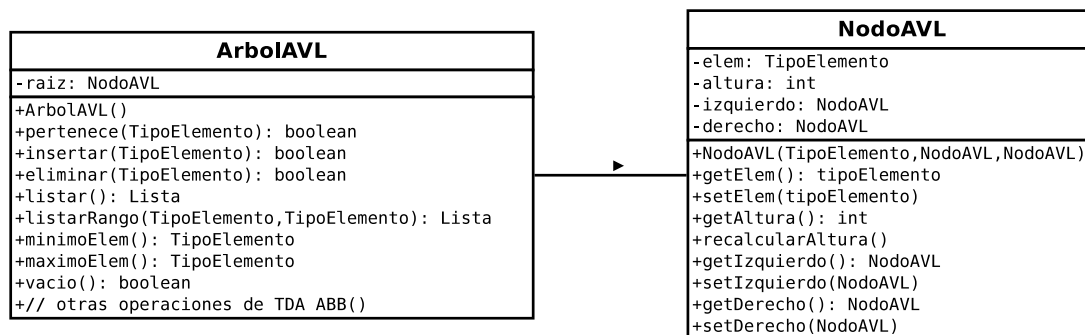 ArbolAVL
-raiz: NodoAVL
+ArbolAVL()
+pertenece(TipoElemento): boolean
+insertar(TipoElemento): boolean
+eliminar(TipoElemento): boolean
+listar(): Lista
+listarRango(TipoElemento,TipoElemento): Lista
+minimoElem(): TipoElemento
+maximoElem(): TipoElemento
+vacio(): boolean
+// otras operaciones de TDA ABB()
NodoAVL
-elem: TipoElemento
-altura: int
-izquierdo: NodoAVL
-derecho: NodoAVL
+NodoAVL(TipoElemento,NodoAVL,NodoAVL)
+getElem(): tipoElemento
+setElem(tipoElemento)
+getAltura(): int
+recalcularAltura()
+getIzquierdo(): NodoAVL
+setIzquierdo(NodoAVL)
+getDerecho(): NodoAVL
+setDerecho(NodoAVL)